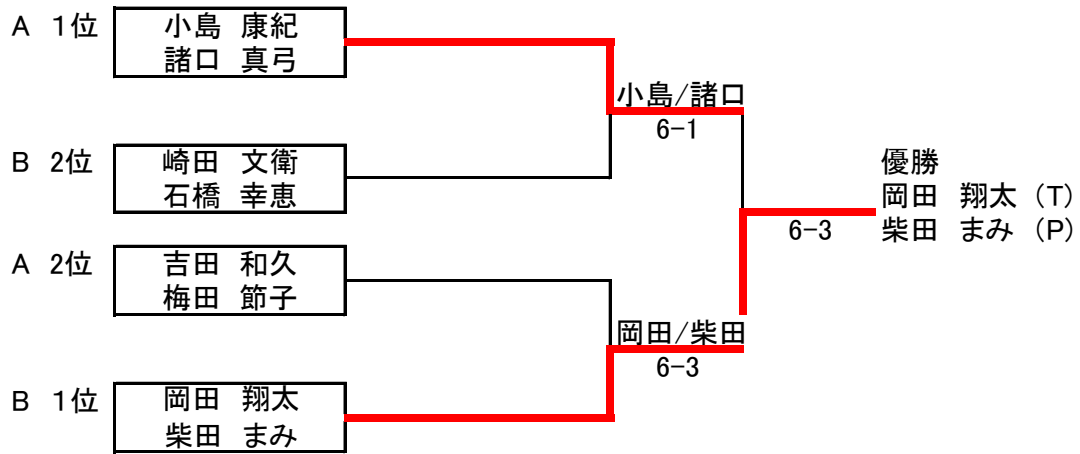 A 1位
小島 康紀
諸口 真弓
小島/諸口
6-1
B 2位
崎田 文衛
石橋 幸恵
優勝
岡田 翔太 (T)
柴田 まみ (P)
6-3
A 2位
吉田 和久
梅田 節子
岡田/柴田
6-3
B 1位
岡田 翔太
柴田 まみ